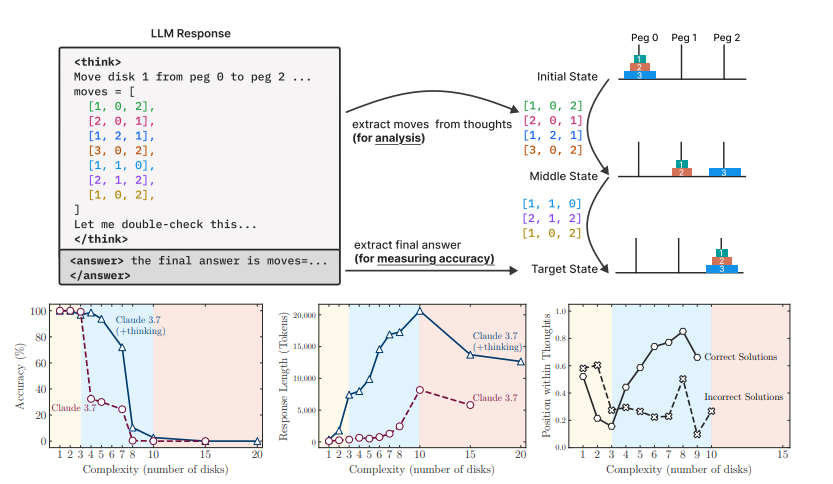 LLM Response
<think>
Move disk 1 from peg 0 to peg 2 ...
moves = [
[1, 0, 2],
[2, 0, 1],
[1, 2, 1],
[3, 0, 2],
[1, 1, 0],
[2, 1, 2],
[1, 0, 2],
]
Let me double-check this...
</think>
<answer> the final answer is moves=...
</answer>
extract moves from thoughts
(for analysis)
extract final answer
(for measuring accuracy)
Peg 0 Peg 1 Peg 2
Initial State
1
2
3
[1, 0, 2]
[2, 0, 1]
[1, 2, 1]
[3, 0, 2]
Middle State
1
2 3
[1, 1, 0]
[2, 1, 2]
[1, 0, 2]
Target State
1
2
3
Accuracy (%)
100
80
60
40
20
0
Claude 3.7
(+thinking)
Claude 3.7
1 2 3 4 5 6 7 8 10 15 20
Complexity (number of disks)
Response Length (Tokens)
20,000
15,000
10,000
5,000
0
Claude 3.7
(+thinking)
Claude 3.7
1 2 3 4 5 6 7 8 10 15 20
Complexity (number of disks)
Position within Thoughts
1.0
0.8
0.6
0.4
0.2
0.0
Correct Solutions
Incorrect Solutions
1 2 3 4 5 6 7 8 9 10 15
Complexity (number of disks)